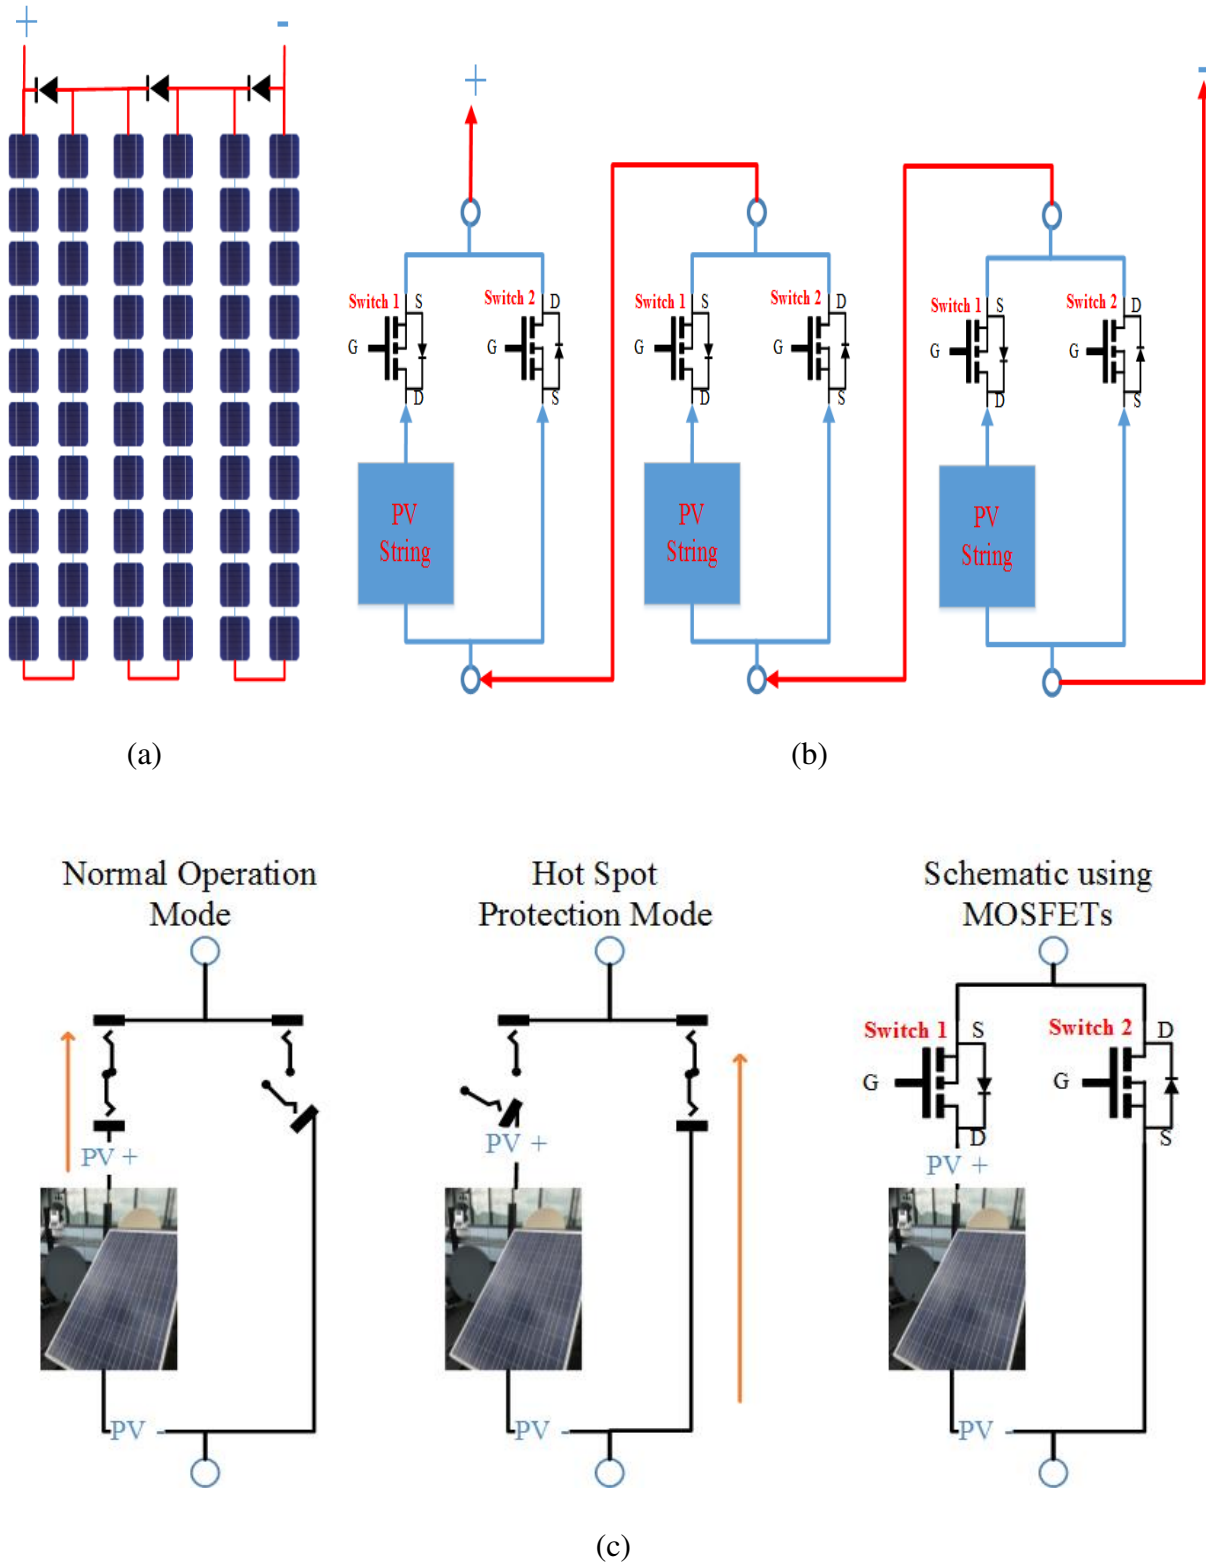 + -
+ -
Switch 1 S Switch 2 D
G G
D S
PV
String
Switch 1 S Switch 2 D
G G
D S
PV
String
Switch 1 S Switch 2 D
G G
D S
PV
String
(a) (b)
Normal Operation
Mode
PV +
PV -
Hot Spot
Protection Mode
PV +
PV -
Schematic using
MOSFETs
Switch 1 S Switch 2 D
G G
D S
PV +
PV -
(c)